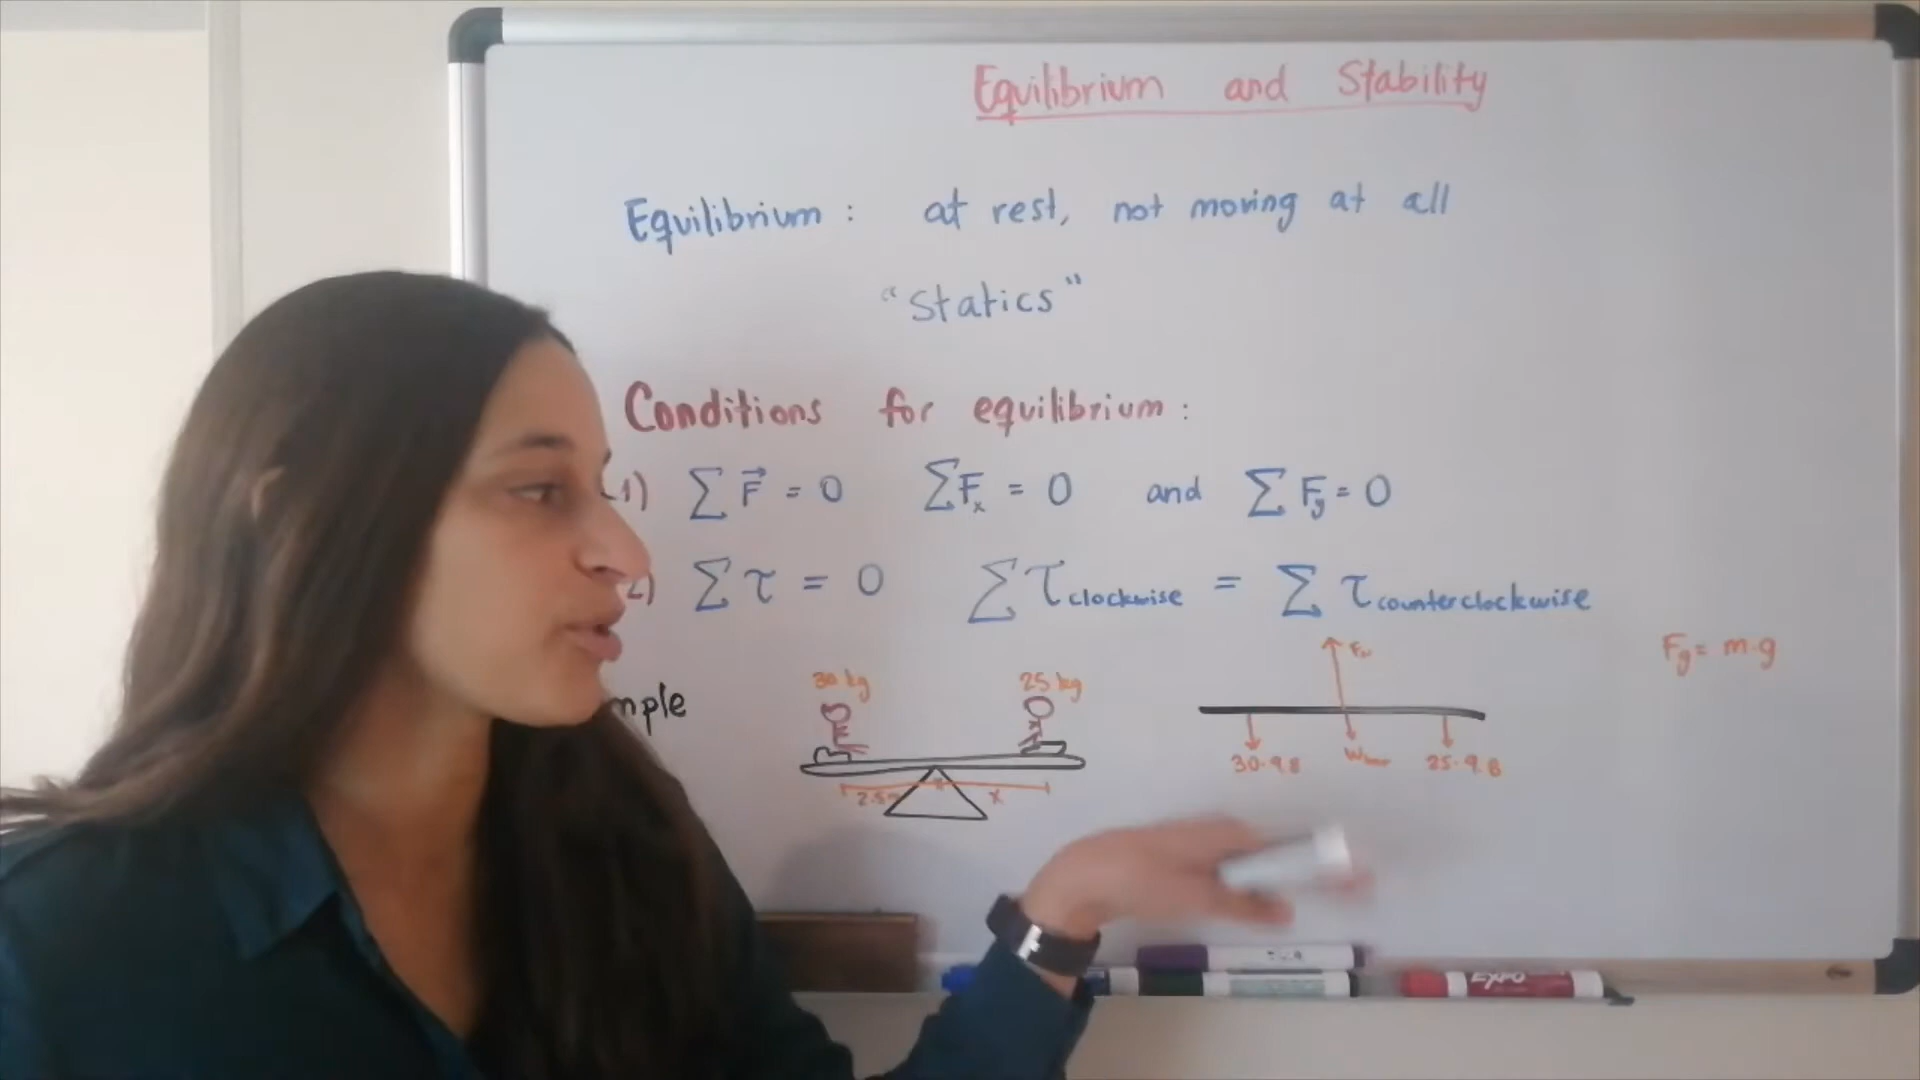 Equilibrium and Stability
Equilibrium: at rest, not moving at all
"Statics"
Conditions for equilibrium:
1) ∑ F⃗ = 0 ∑Fₓ = 0 and ∑ Fy = 0
2) ∑ τ = 0 ∑ τclockwise = ∑ τcounterclockwise
Fg = m·g
FN
30 kg 25 kg
mple
30·9.8 25·9.8
2.5m x
EXPO